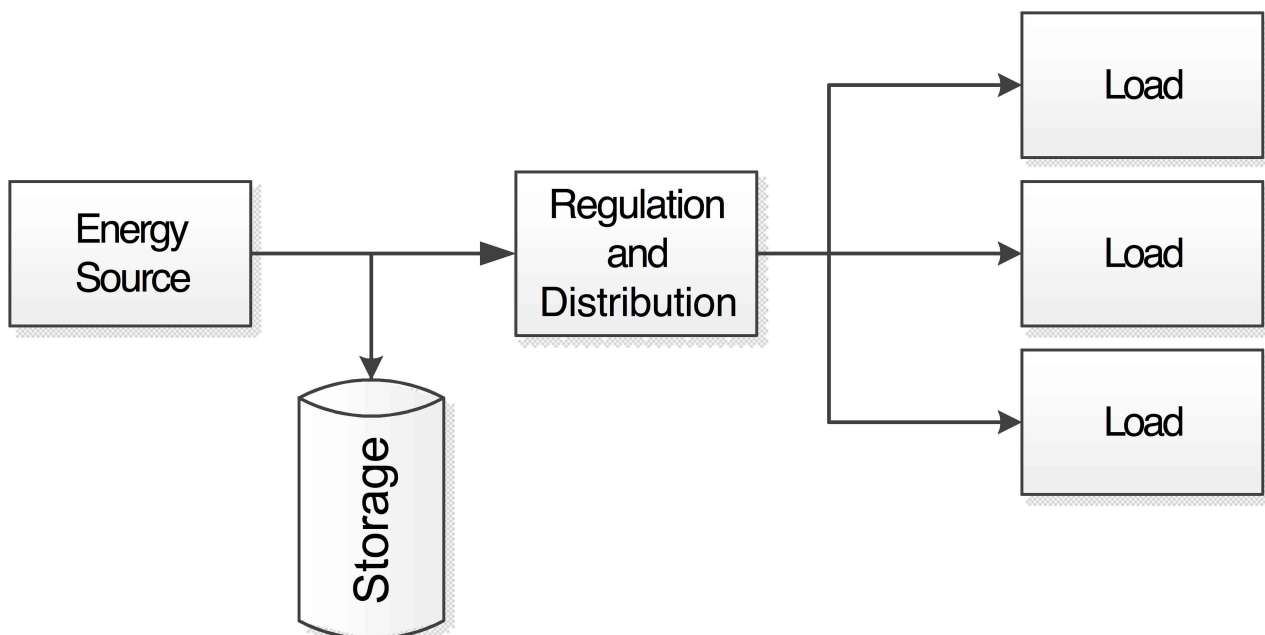 Energy
Source
Storage
Regulation
and
Distribution
Load
Load
Load